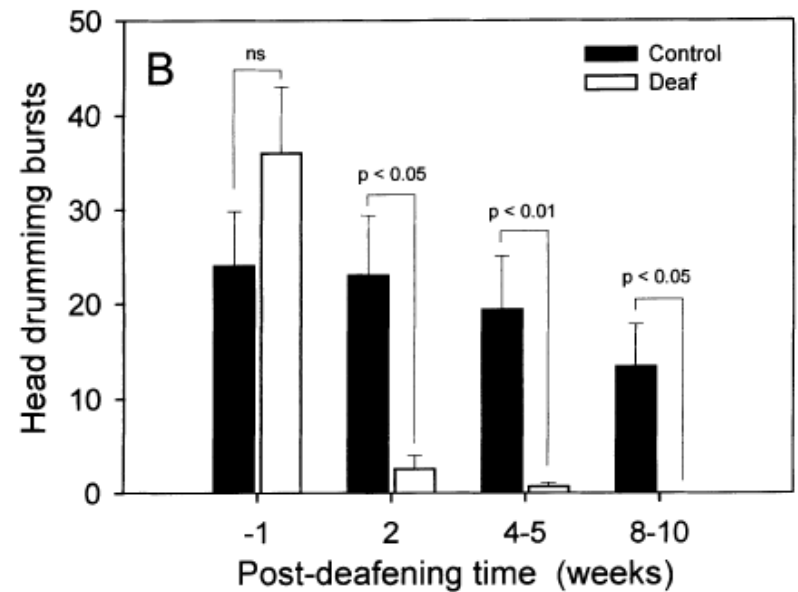 50
B
ns
Control
Deaf
40
p < 0.05
30
p < 0.01
20
p < 0.05
10
0
Head drummimg bursts
-1
2
4-5
8-10
Post-deafening time (weeks)